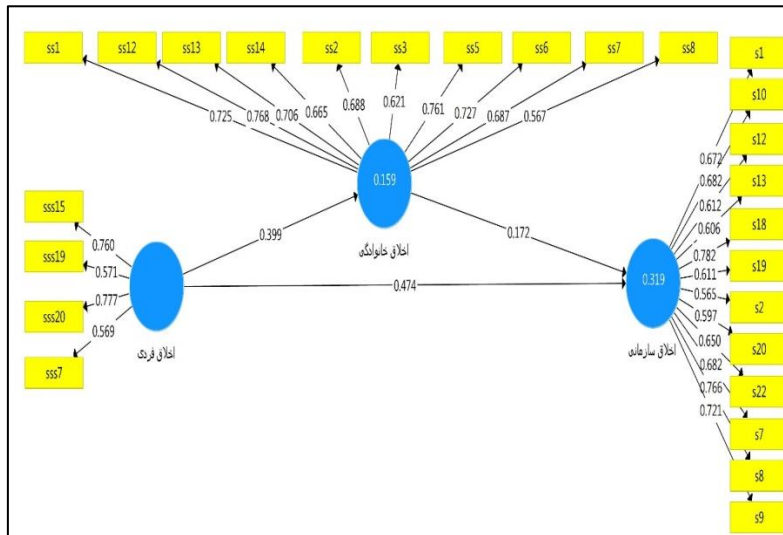 ss1 ss12 ss13 ss14 ss2 ss3 ss5 ss6 ss7 ss8
0.725 0.768 0.706 0.665 0.688 0.621 0.761 0.727 0.687 0.567
0.159
اخلاق خانوادگی
sss15
sss19
sss20
sss7
0.760
0.571
0.777
0.569
اخلاق فردی
0.399
0.172
0.474
0.319
اخلاق سازمانی
0.672
0.682
0.612
0.606
0.782
0.611
0.565
0.597
0.650
0.682
0.766
0.721
s1
s10
s12
s13
s18
s19
s2
s20
s22
s7
s8
s9